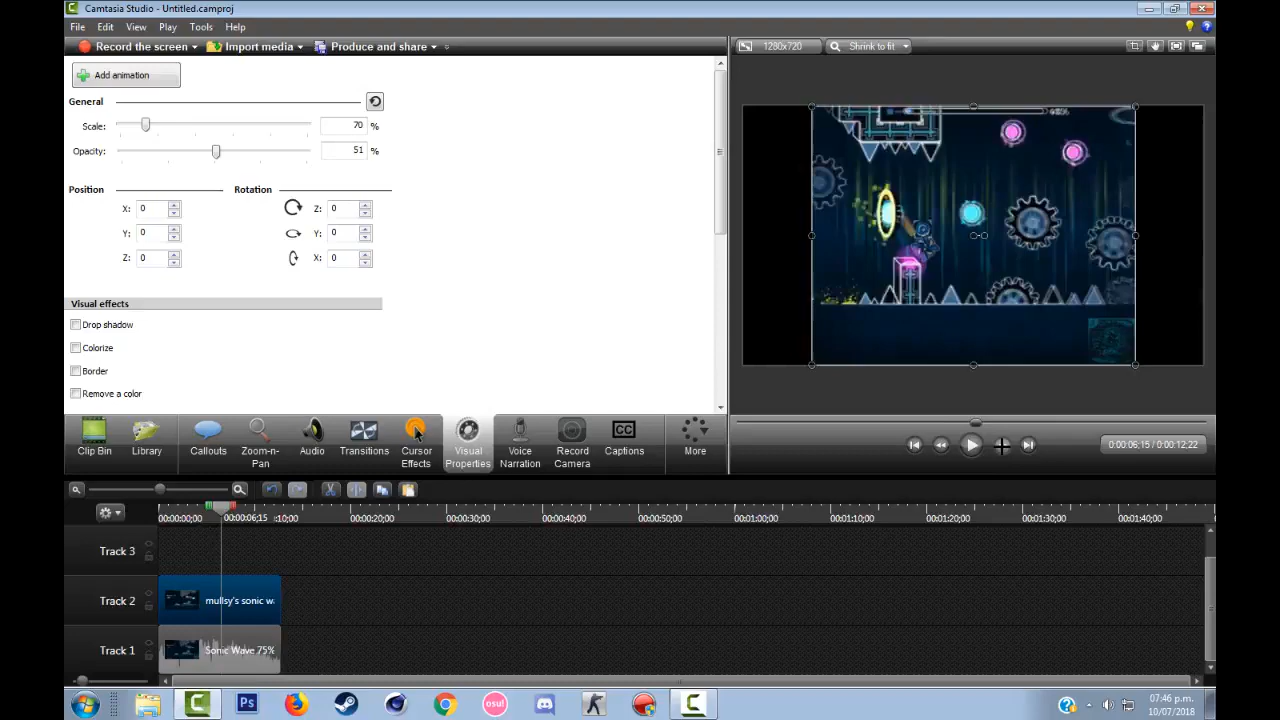 Camtasia Studio - Untitled.camproj
File Edit View Play Tools Help
Record the screen Import media Produce and share
1280x720 Shrink to fit
Add animation
General
Scale: 70 %
Opacity: 51 %
Position Rotation
X: 0 Z: 0
Y: 0 Y: 0
Z: 0 X: 0
Visual effects
Drop shadow
Colorize
Border
Remove a color
Clip Bin Library Callouts Zoom-n-Pan Audio Transitions Cursor Effects Visual Properties Voice Narration Record Camera Captions More
0:00:06;15 / 0:00:12;22
00:00:00;00 00:00:06;15 :10;00 00:00:20;00 00:00:30;00 00:00:40;00 00:00:50;00 00:01:00;00 00:01:10;00 00:01:20;00 00:01:30;00 00:01:40;00
Track 3
Track 2 mullsy's sonic w
Track 1 Sonic Wave 75%
Ps osu!
07:46 p.m.
10/07/2018